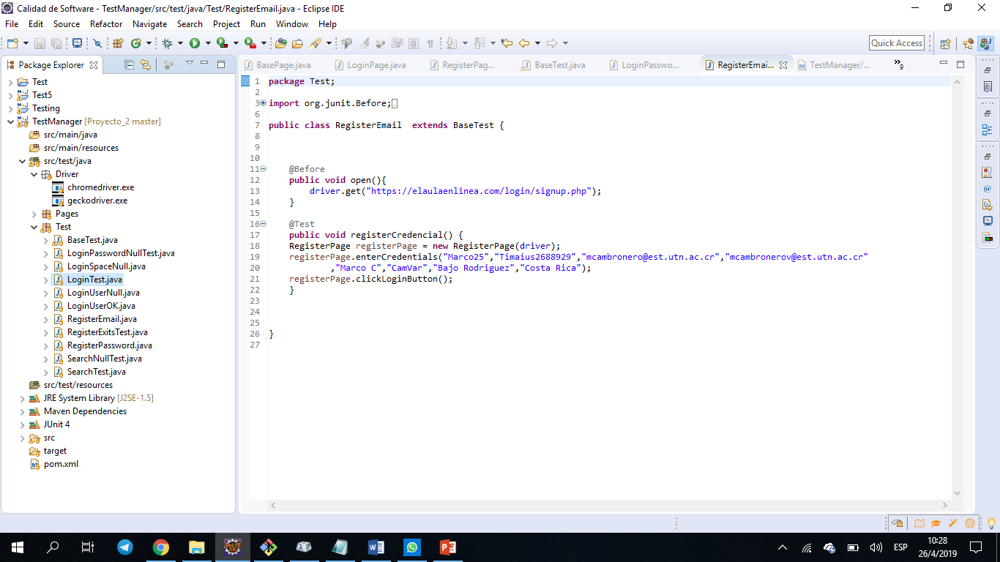 Calidad de Software - TestManager/src/test/java/Test/RegisterEmail.java - Eclipse IDE
File Edit Source Refactor Navigate Search Project Run Window Help
Quick Access
Package Explorer
Test
Test5
Testing
TestManager [Proyecto_2 master]
src/main/java
src/main/resources
src/test/java
Driver
chromedriver.exe
geckodriver.exe
Pages
Test
BaseTest.java
LoginPasswordNullTest.java
LoginSpaceNull.java
LoginTest.java
LoginUserNull.java
LoginUserOK.java
RegisterEmail.java
RegisterExitsTest.java
RegisterPassword.java
SearchNullTest.java
SearchTest.java
src/test/resources
JRE System Library [J2SE-1.5]
Maven Dependencies
JUnit 4
src
target
pom.xml
BasePage.java LoginPage.java RegisterPag... BaseTest.java LoginPasswo... RegisterEmai... TestManager/... »9
1 package Test;
2
3 import org.junit.Before;
6
7 public class RegisterEmail  extends BaseTest {
8
9
10
11 @Before
12 public void open(){
13 driver.get("https://elaulaenlinea.com/login/signup.php");
14 }
15
16 @Test
17 public void registerCredencial() {
18 RegisterPage registerPage = new RegisterPage(driver);
19 registerPage.enterCredentials("Marco25","Timaius2688929","mcambronero@est.utn.ac.cr","mcambronerov@est.utn.ac.cr"
20 ,"Marco C","CamVar","Bajo Rodriguez","Costa Rica");
21 registerPage.clickLoginButton();
22 }
23
24
25
26 }
27
ESP
10:28
26/4/2019